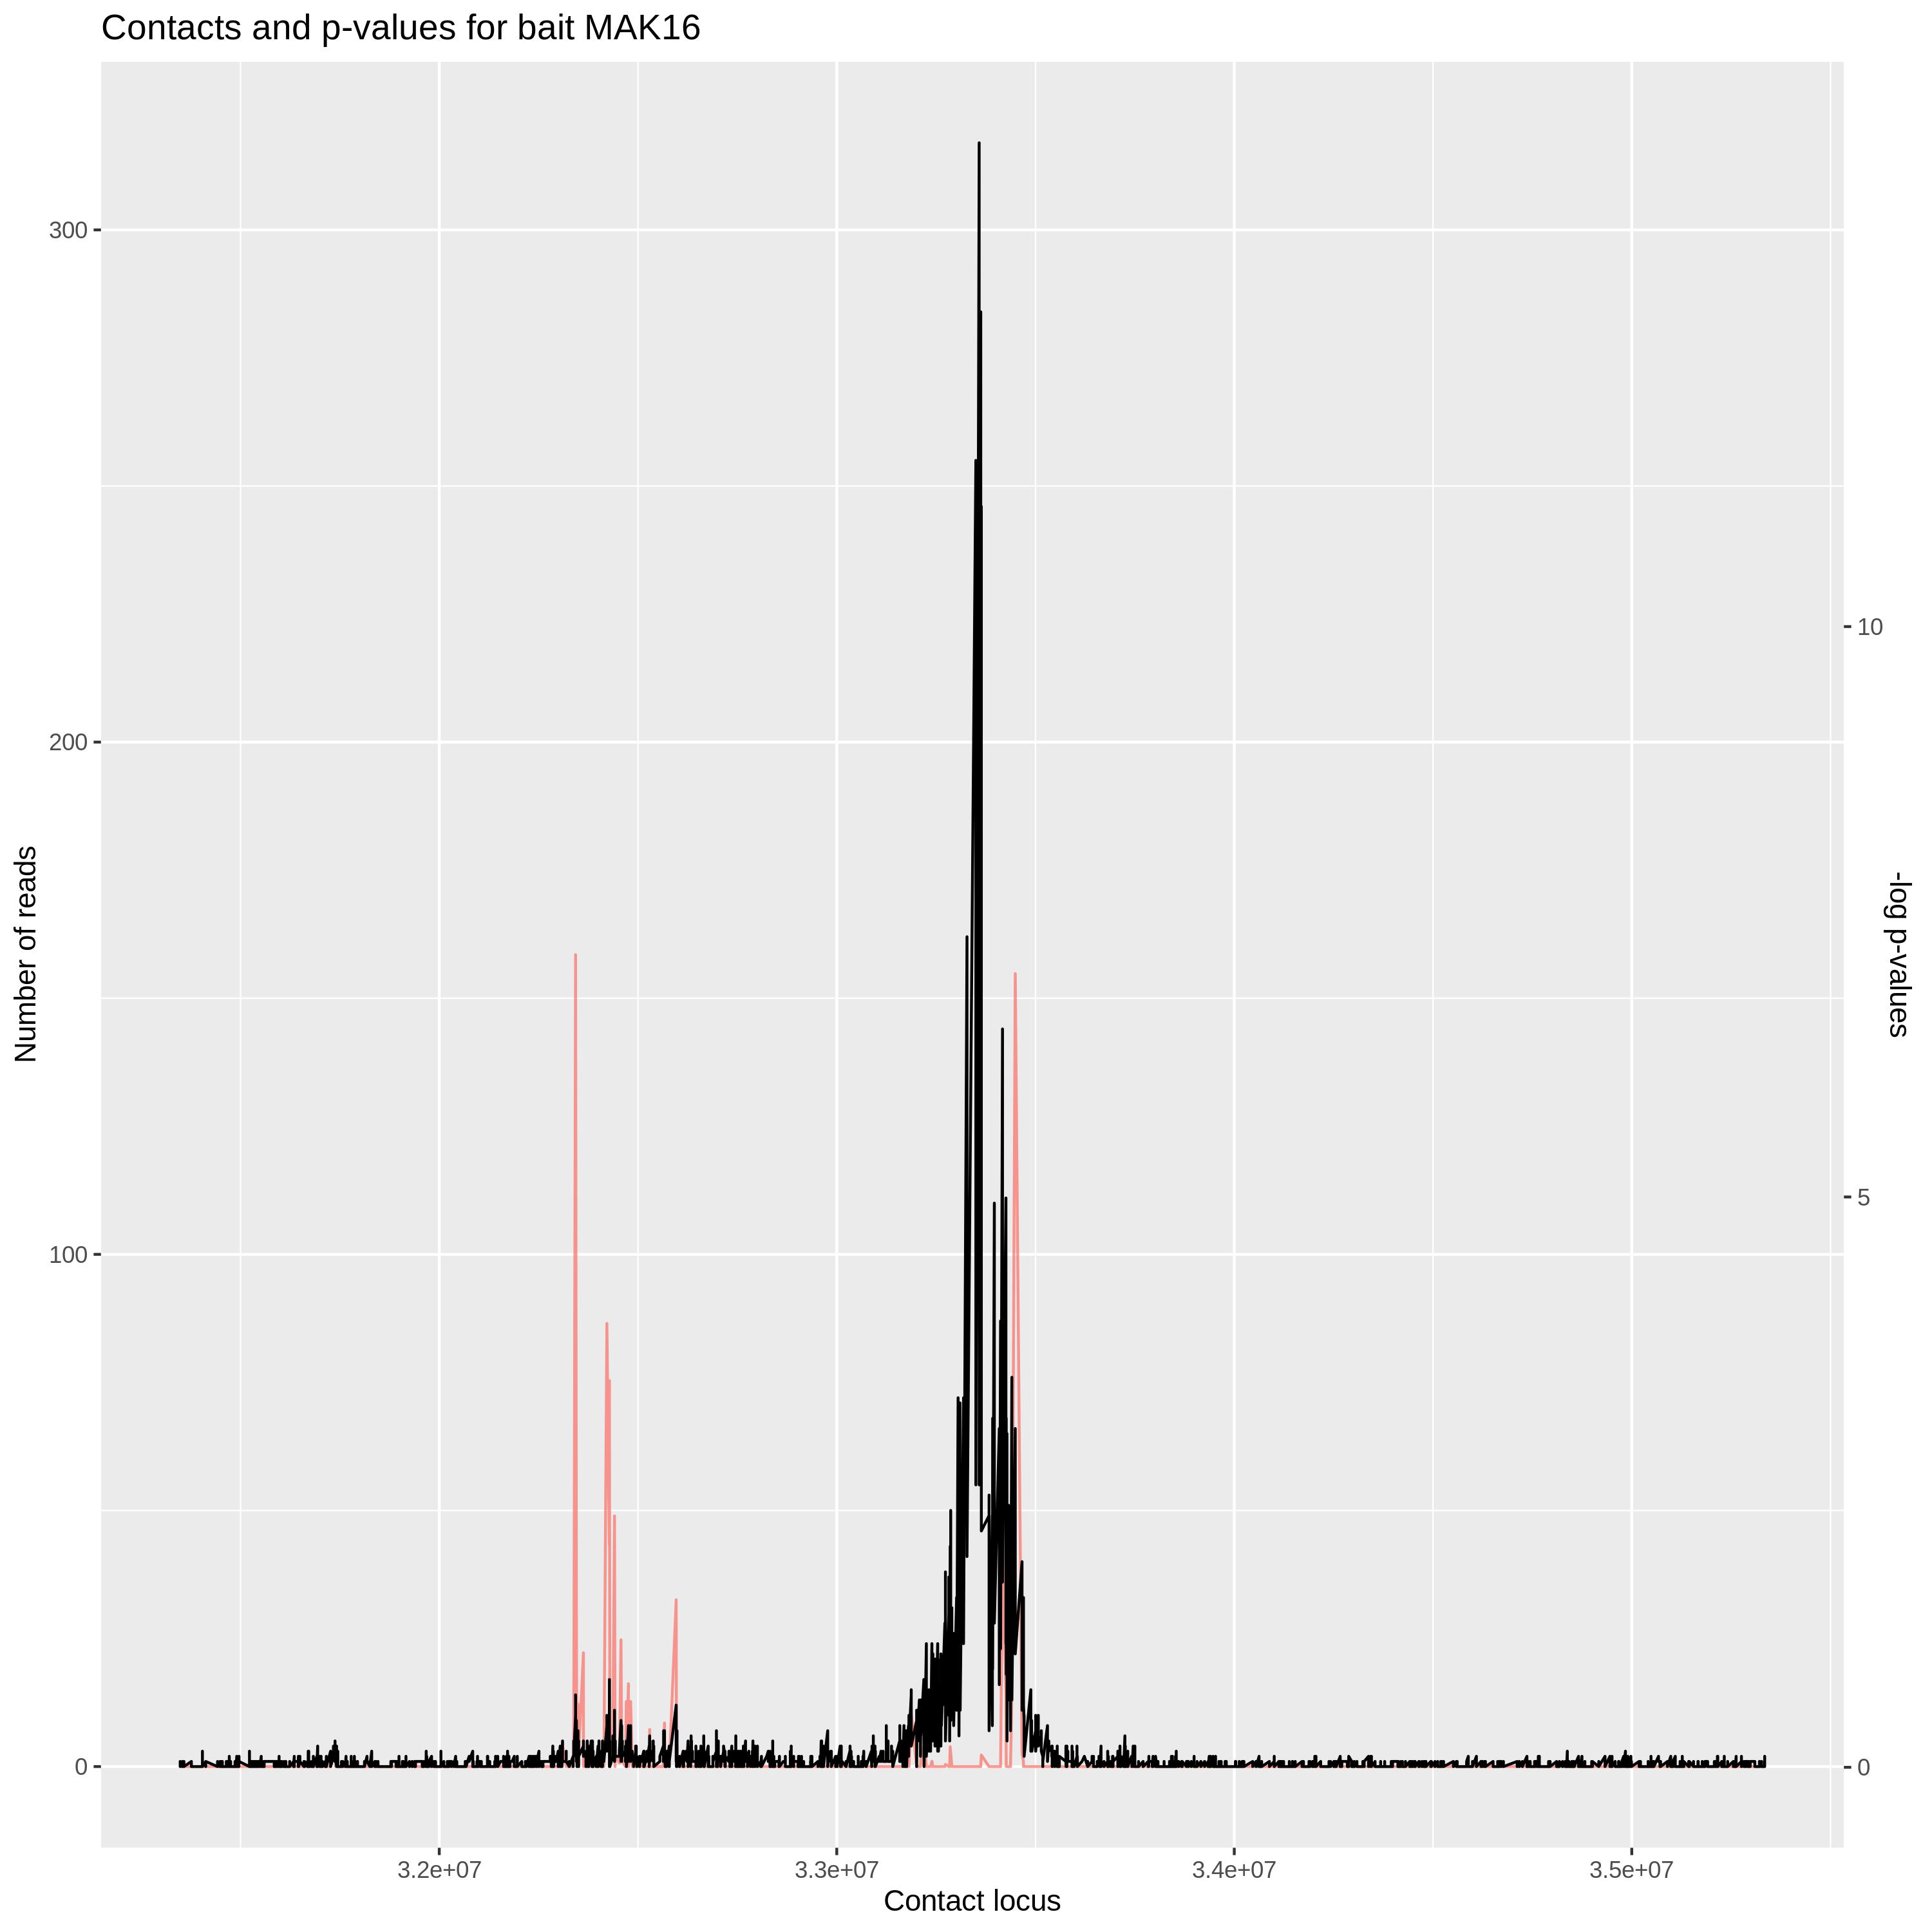 Contacts and p-values for bait MAK16
300
200
100
0
Number of reads
10
5
0
-log p-values
3.2e+07
3.3e+07
3.4e+07
3.5e+07
Contact locus